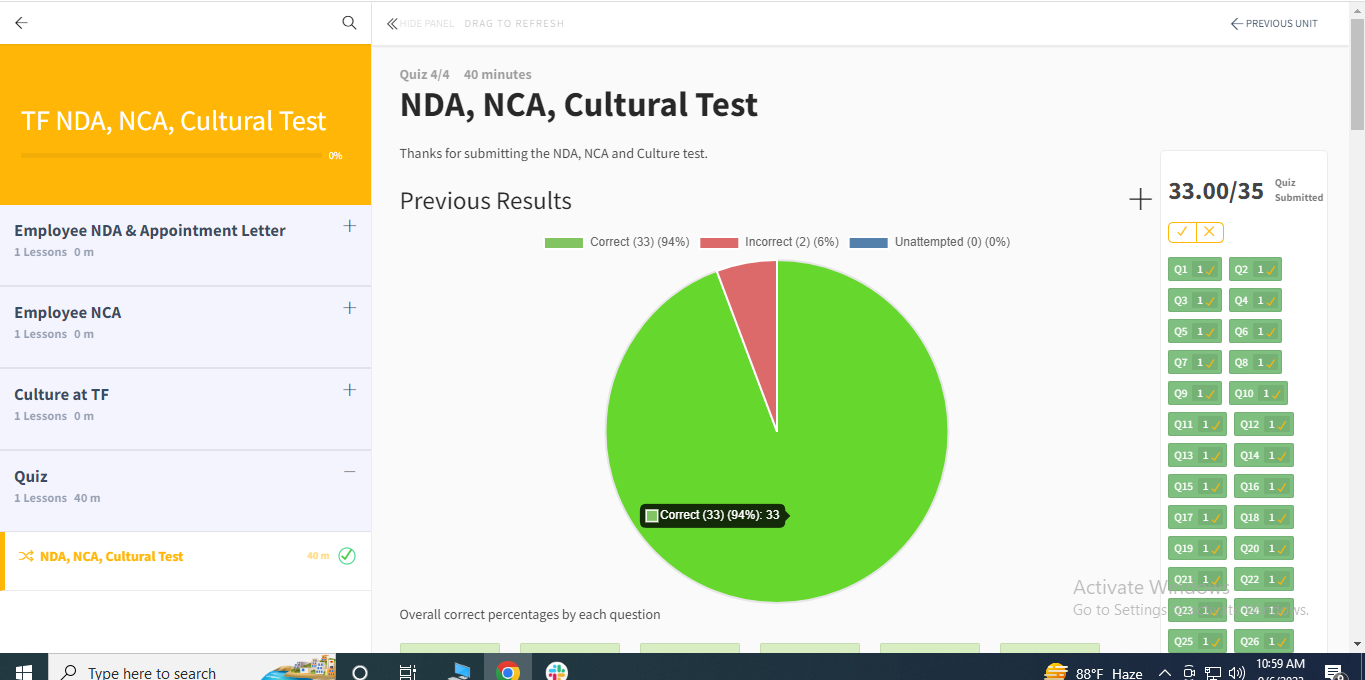 HIDE PANEL DRAG TO REFRESH
PREVIOUS UNIT
TF NDA, NCA, Cultural Test
0%
Employee NDA & Appointment Letter
1 Lessons 0 m
Employee NCA
1 Lessons 0 m
Culture at TF
1 Lessons 0 m
Quiz
1 Lessons 40 m
NDA, NCA, Cultural Test 40 m
Quiz 4/4 40 minutes
NDA, NCA, Cultural Test
Thanks for submitting the NDA, NCA and Culture test.
Previous Results
Correct (33) (94%) Incorrect (2) (6%) Unattempted (0) (0%)
Correct (33) (94%): 33
Overall correct percentages by each question
33.00/35 Quiz
Submitted
Q1 1 Q2 1
Q3 1 Q4 1
Q5 1 Q6 1
Q7 1 Q8 1
Q9 1 Q10 1
Q11 1 Q12 1
Q13 1 Q14 1
Q15 1 Q16 1
Q17 1 Q18 1
Q19 1 Q20 1
Q21 1 Q22 1
Q23 1 Q24 1
Q25 1 Q26 1
Activate Windows
Go to Settings
Type here to search
88°F Haze
10:59 AM